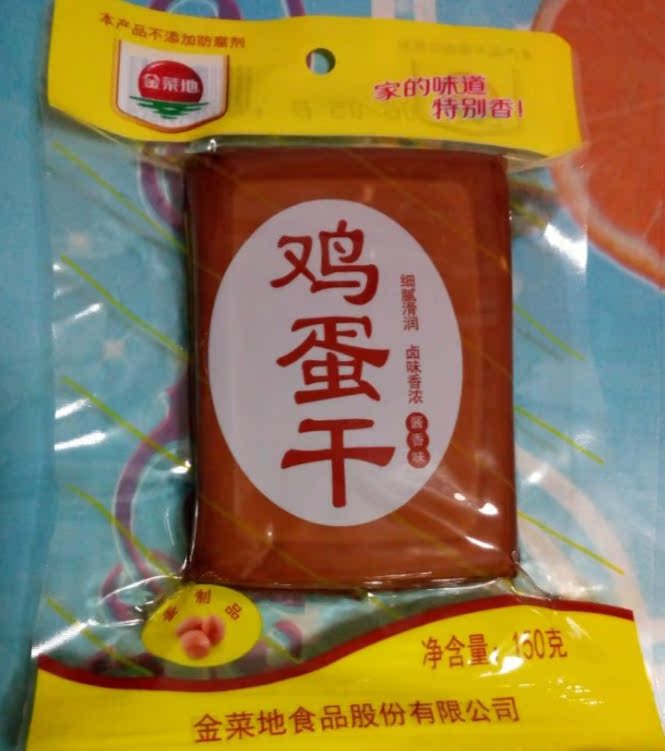 本产品不添加防腐剂
金菜地
家的味道
特别香!
鸡蛋干
细腻滑润 卤味香浓
酱香味
蛋制品
净含量：150克
金菜地食品股份有限公司